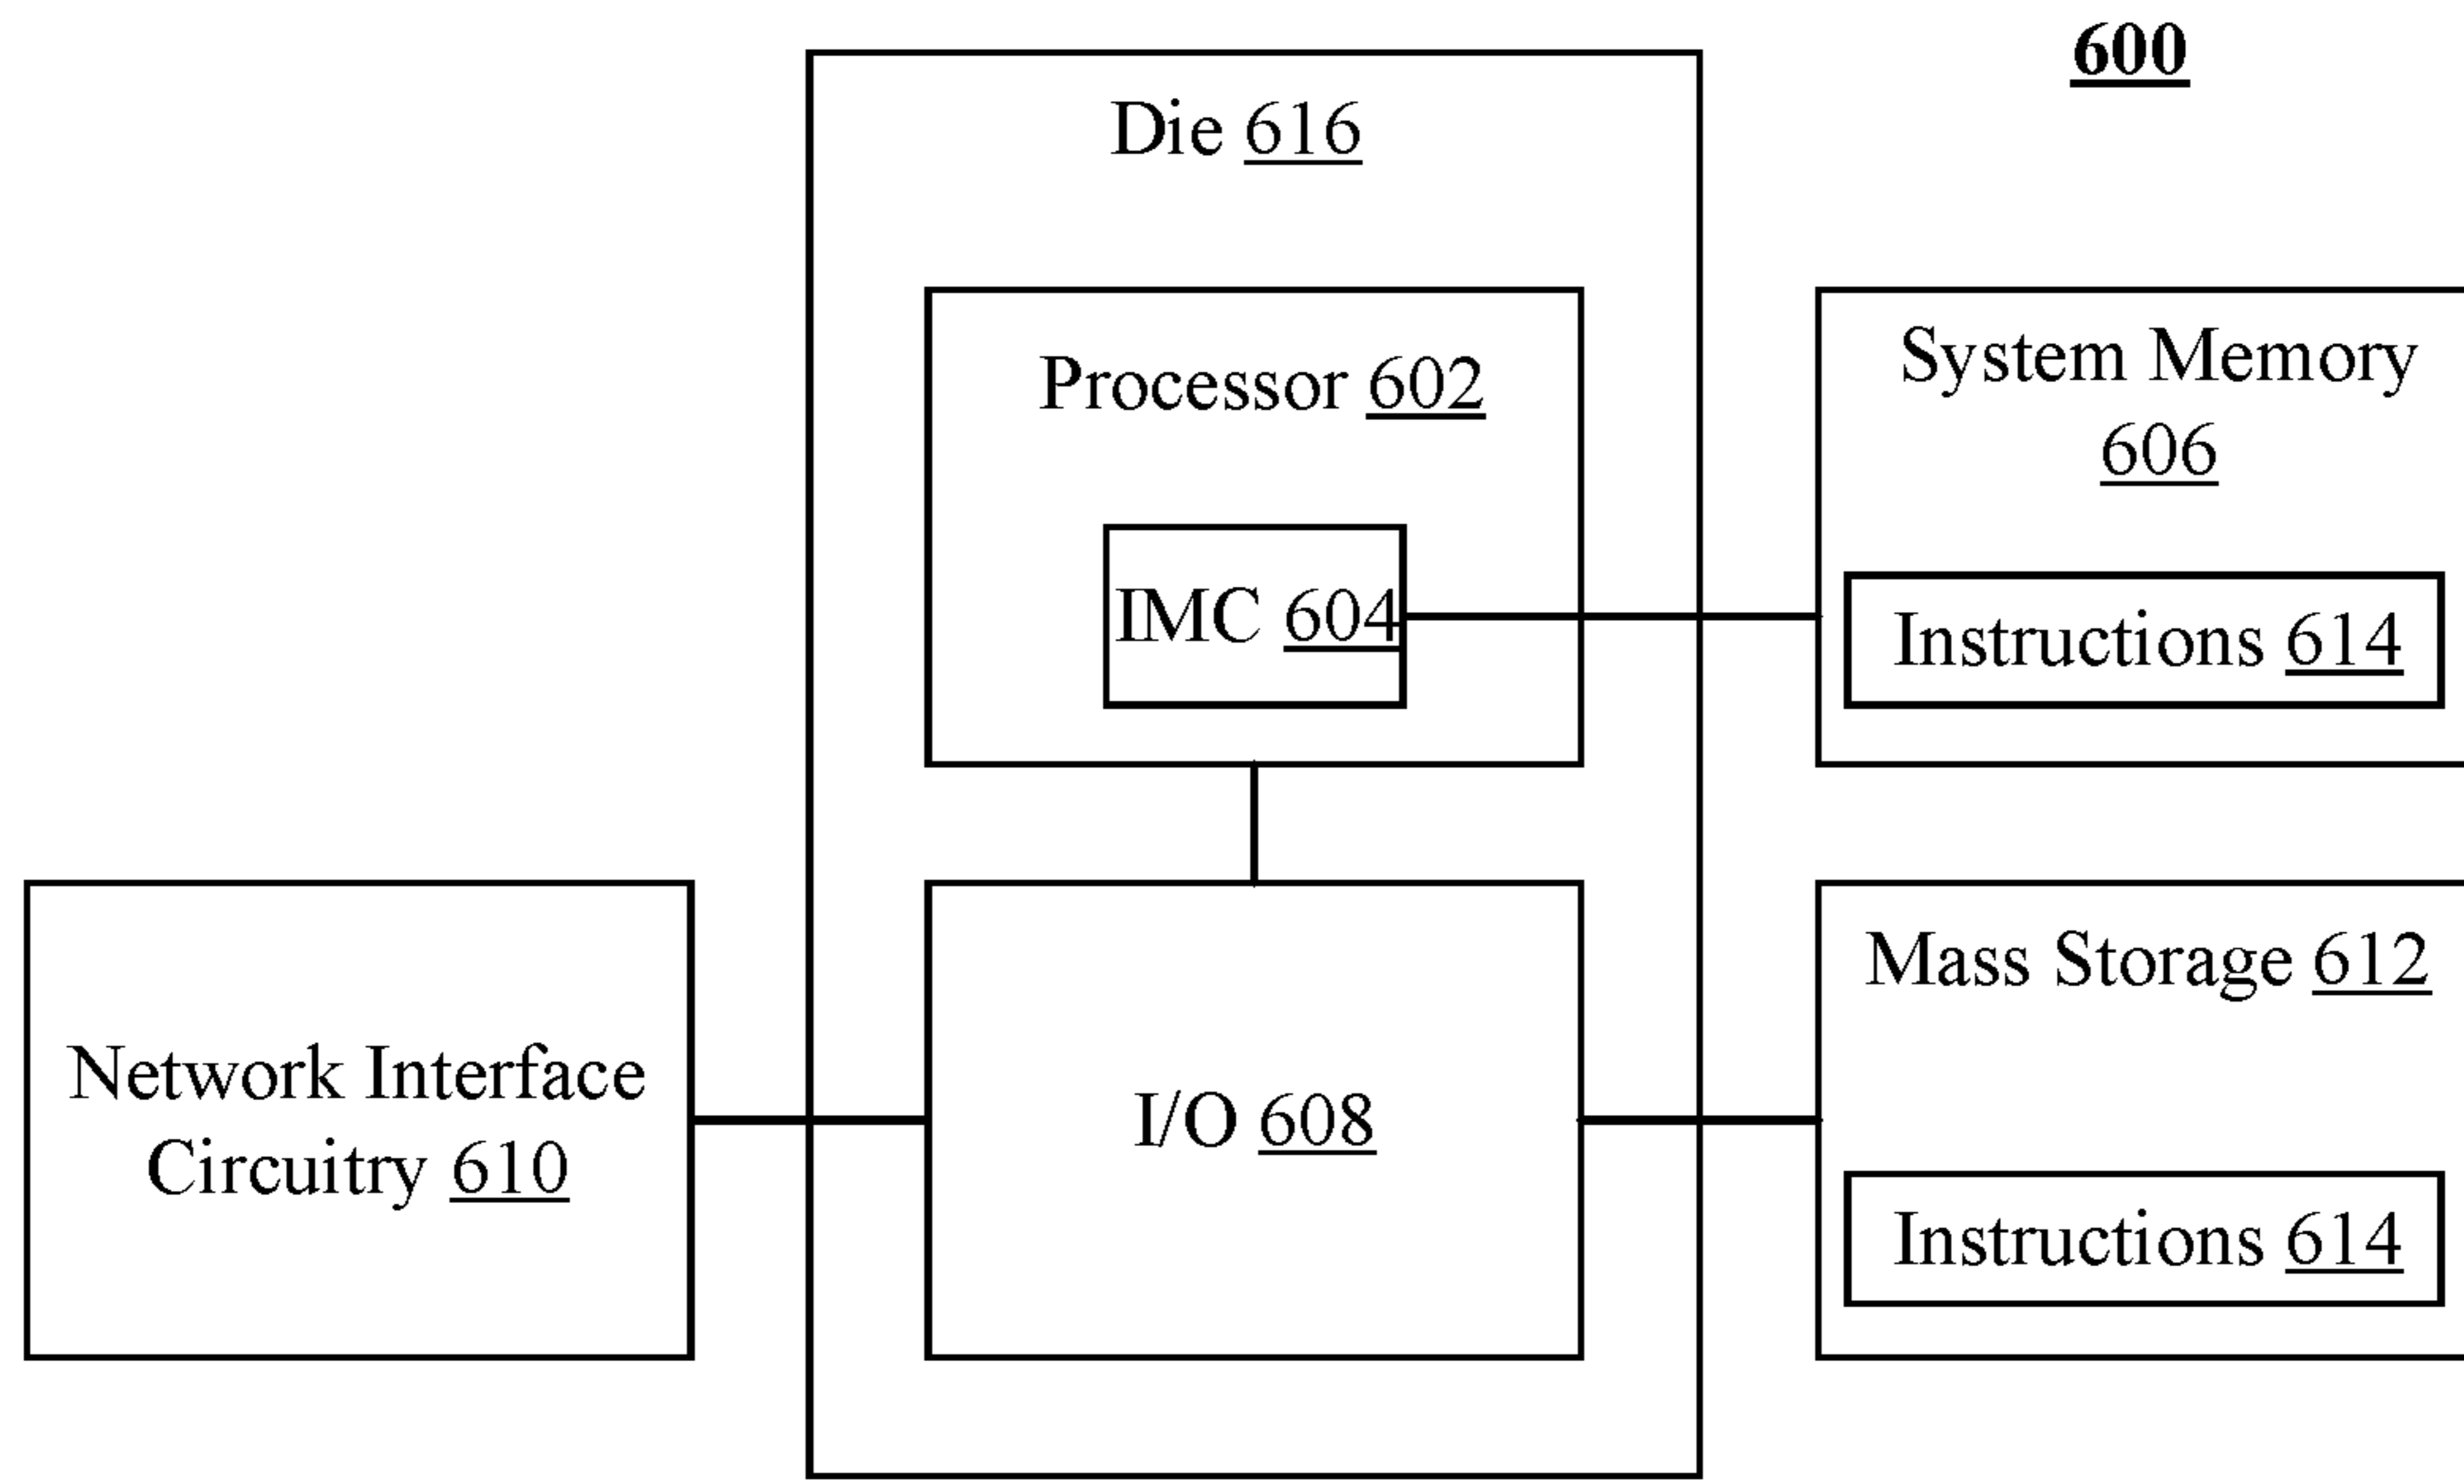 600
Die 616
Processor 602
IMC 604
System Memory
606
Instructions 614
Network Interface
Circuitry 610
I/O 608
Mass Storage 612
Instructions 614